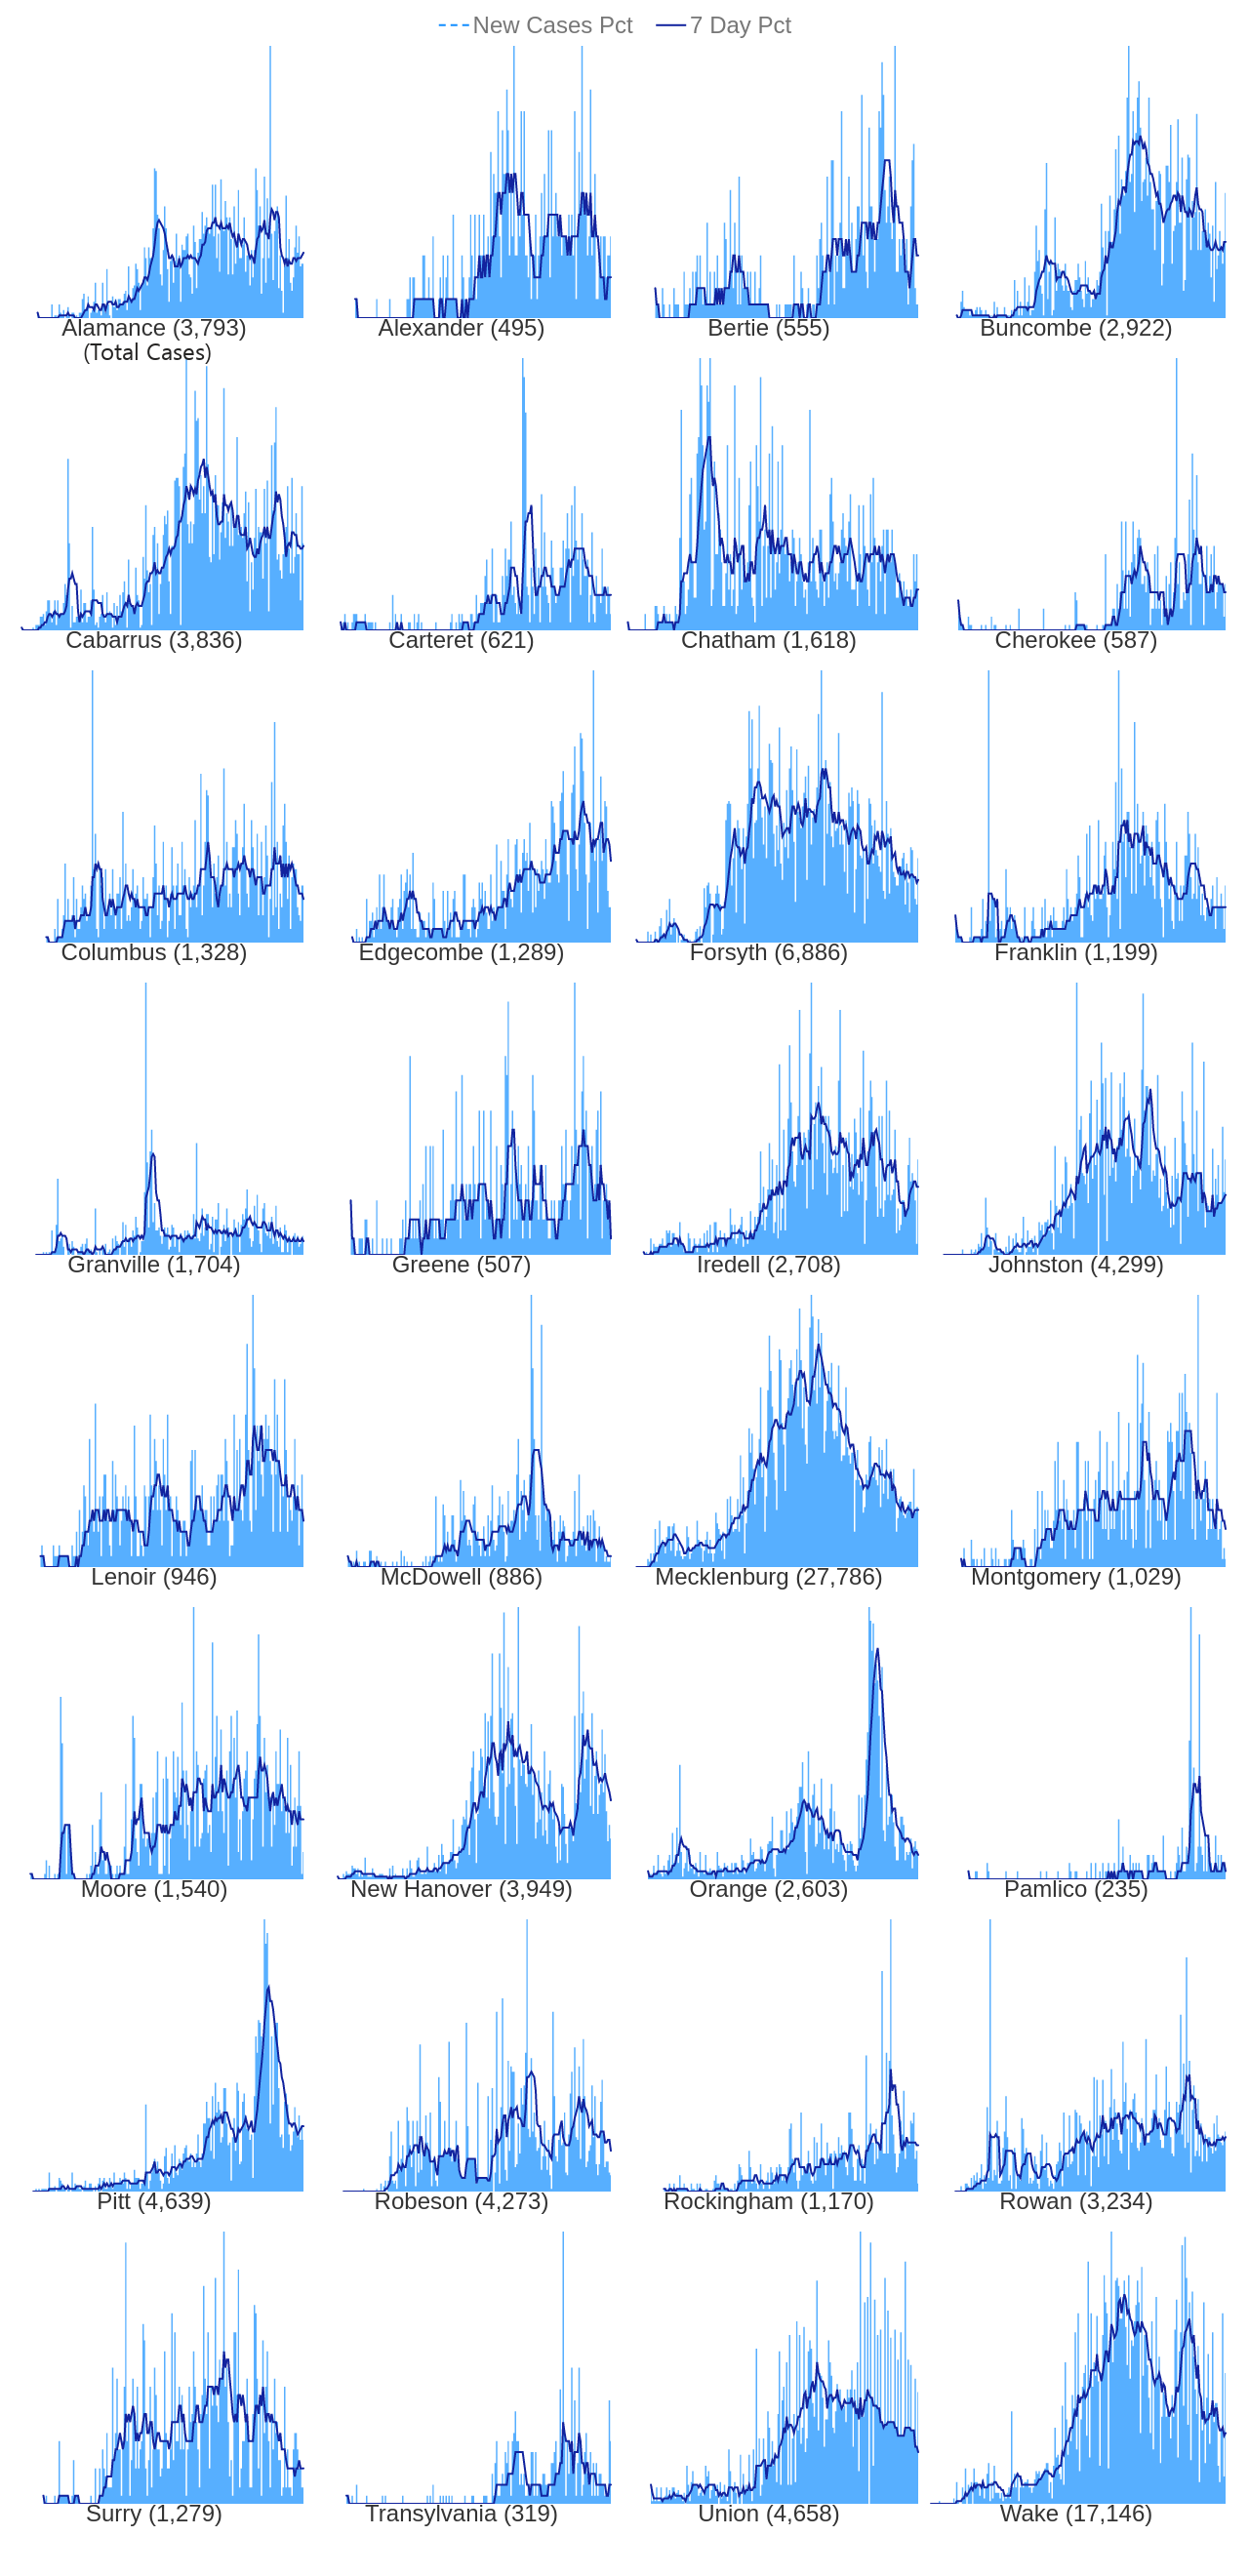 New Cases Pct 7 Day Pct
Alamance (3,793) Alexander (495) Bertie (555) Buncombe (2,922)
(Total Cases)
Cabarrus (3,836) Carteret (621) Chatham (1,618) Cherokee (587)
Columbus (1,328) Edgecombe (1,289) Forsyth (6,886) Franklin (1,199)
Granville (1,704) Greene (507) Iredell (2,708) Johnston (4,299)
Lenoir (946) McDowell (886) Mecklenburg (27,786) Montgomery (1,029)
Moore (1,540) New Hanover (3,949) Orange (2,603) Pamlico (235)
Pitt (4,639) Robeson (4,273) Rockingham (1,170) Rowan (3,234)
Surry (1,279) Transylvania (319) Union (4,658) Wake (17,146)